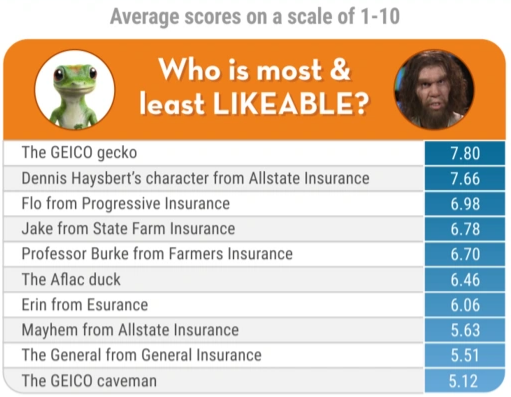 Average scores on a scale of 1-10
Who is most &
least LIKEABLE?
The GEICO gecko 7.80
Dennis Haysbert's character from Allstate Insurance 7.66
Flo from Progressive Insurance 6.98
Jake from State Farm Insurance 6.78
Professor Burke from Farmers Insurance 6.70
The Aflac duck 6.46
Erin from Esurance 6.06
Mayhem from Allstate Insurance 5.63
The General from General Insurance 5.51
The GEICO caveman 5.12